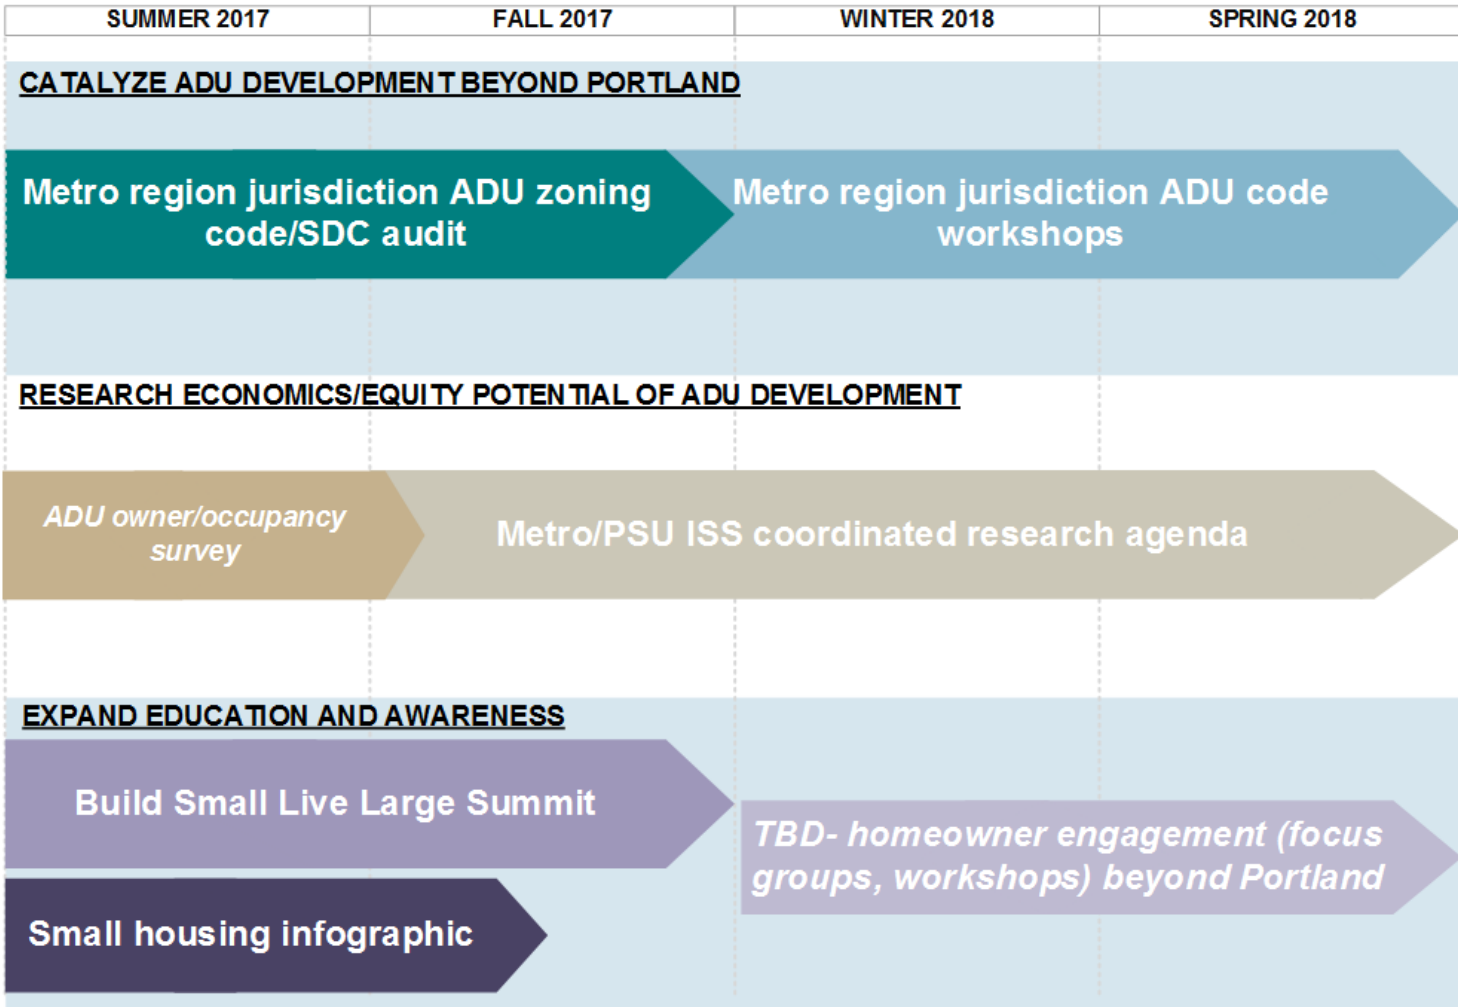 SUMMER 2017 FALL 2017 WINTER 2018 SPRING 2018
CATALYZE ADU DEVELOPMENT BEYOND PORTLAND
Metro region jurisdiction ADU zoning
code/SDC audit
Metro region jurisdiction ADU code
workshops
RESEARCH ECONOMICS/EQUITY POTENTIAL OF ADU DEVELOPMENT
ADU owner/occupancy
survey
Metro/PSU ISS coordinated research agenda
EXPAND EDUCATION AND AWARENESS
Build Small Live Large Summit
TBD- homeowner engagement (focus
groups, workshops) beyond Portland
Small housing infographic